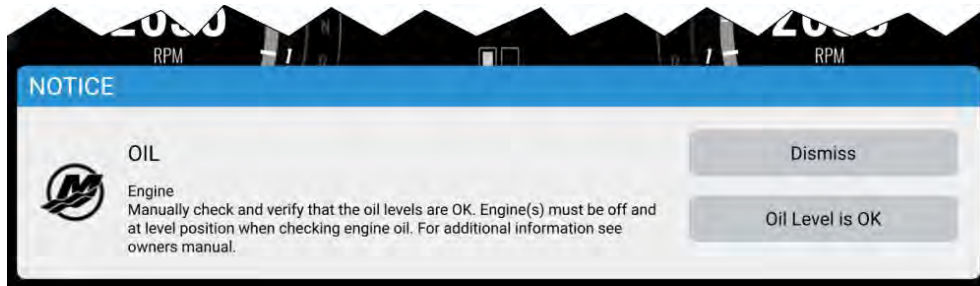 RPM
RPM
NOTICE
OIL
Dismiss
Engine
Manually check and verify that the oil levels are OK. Engine(s) must be off and
at level position when checking engine oil. For additional information see
owners manual.
Oil Level is OK